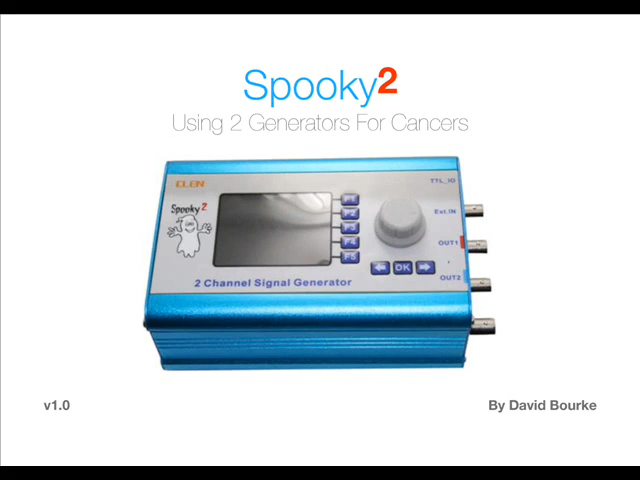 Spooky2
Using 2 Generators For Cancers
CLEN
TTL_IO
Spooky2
F1
Ext.IN
F2
F3
OUT1
F4
F5
OK
2 Channel Signal Generator
OUT2
v1.0
By David Bourke